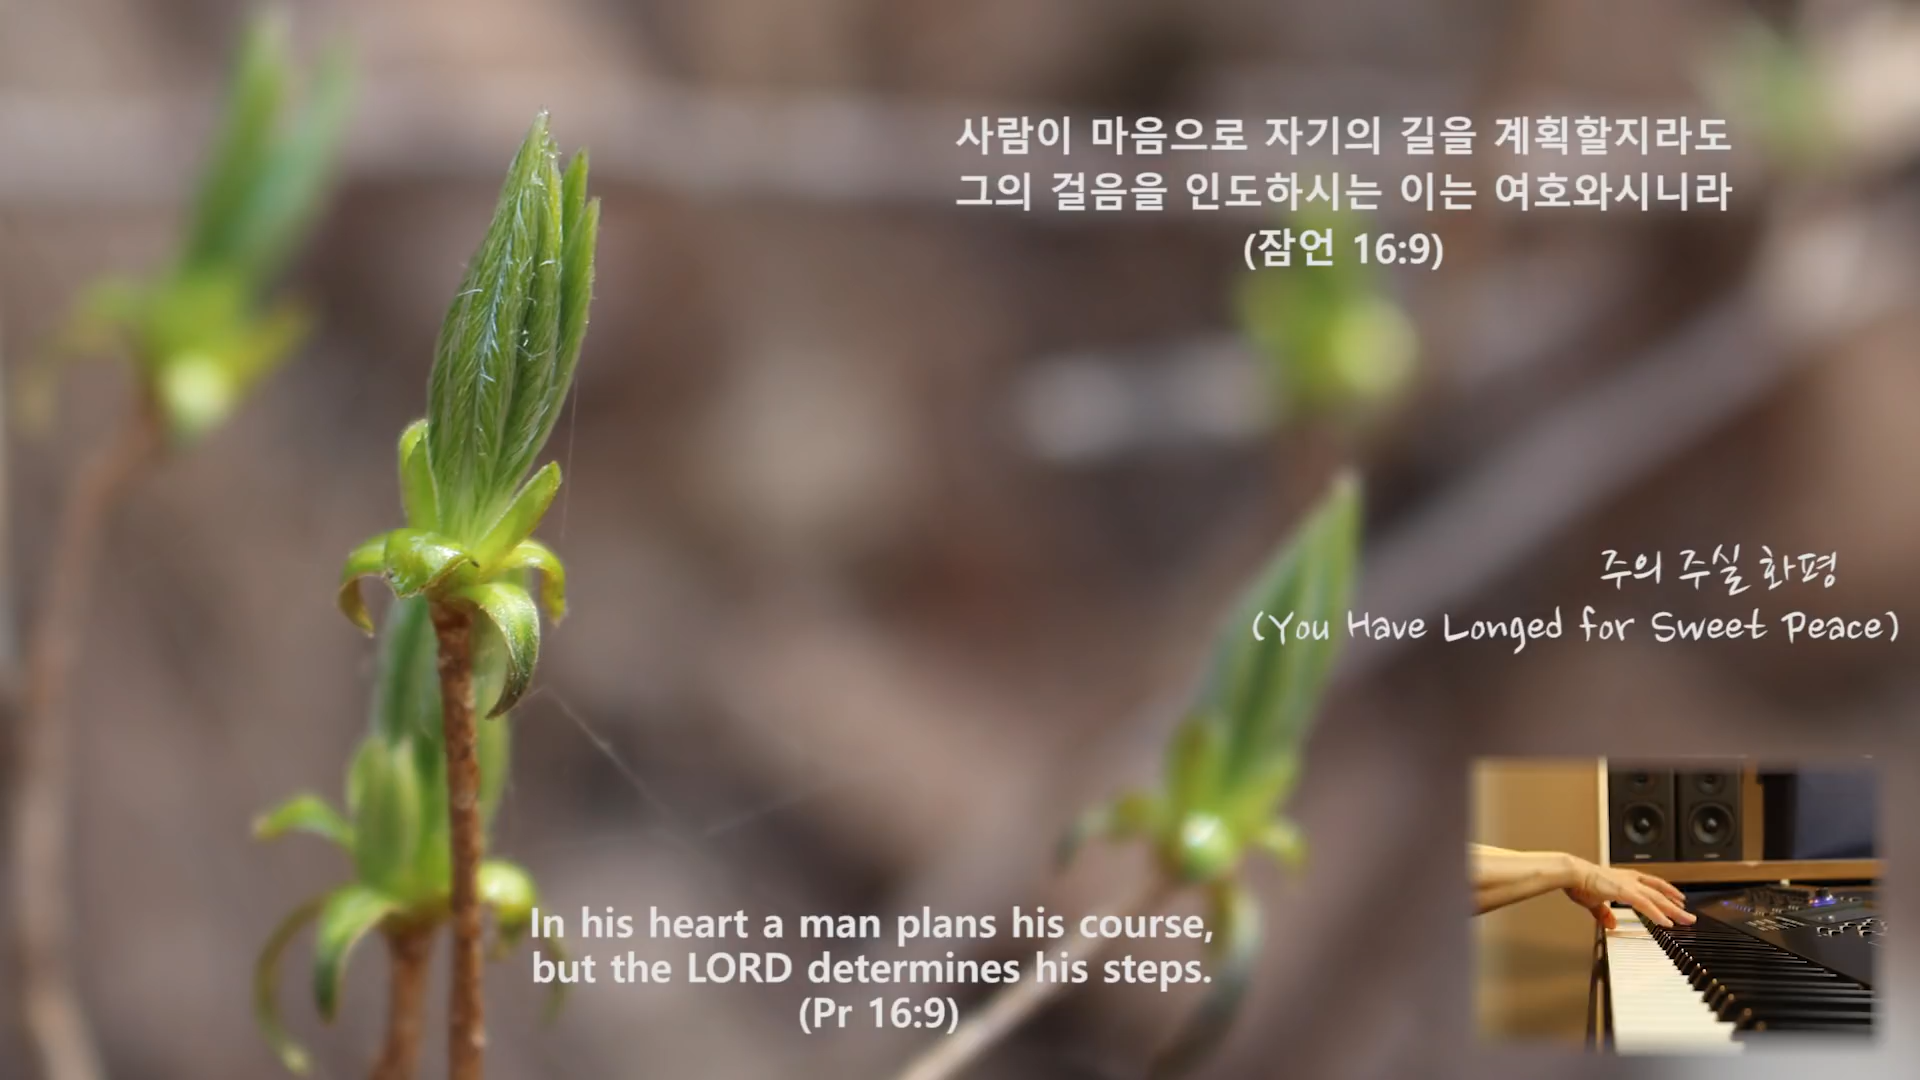 사람이 마음으로 자기의 길을 계획할지라도
그의 걸음을 인도하시는 이는 여호와시니라
(잠언 16:9)
주의 주실 화평
(You Have Longed for Sweet Peace)
In his heart a man plans his course,
but the LORD determines his steps.
(Pr 16:9)